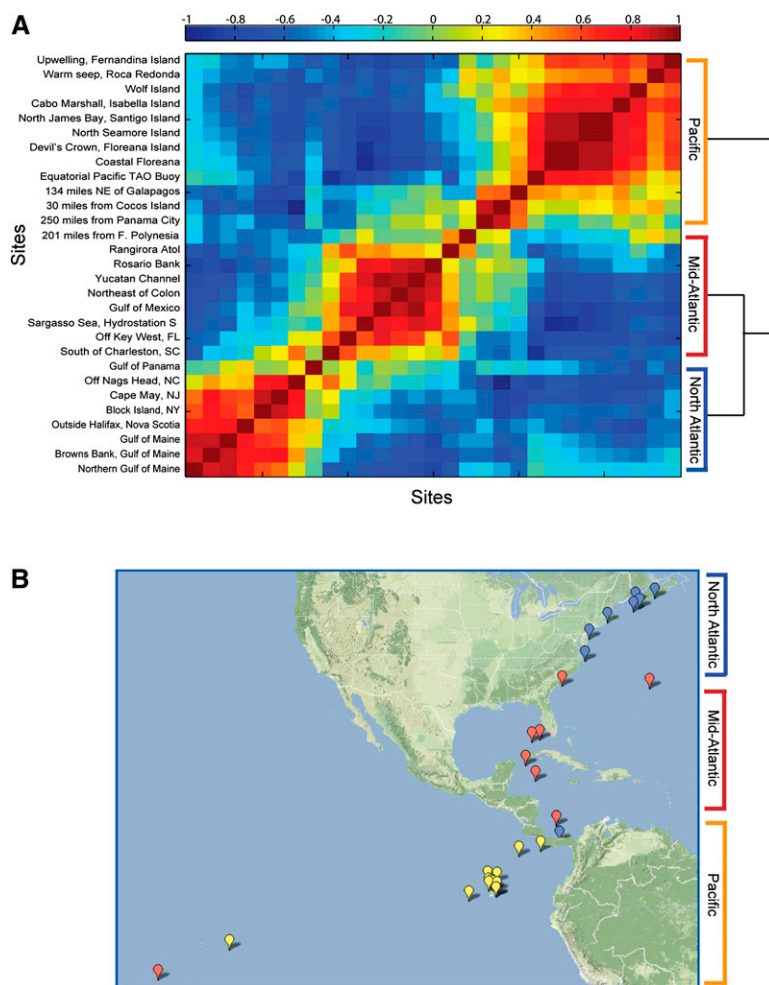 A
-1 -0.8 -0.6 -0.4 -0.2 0 0.2 0.4 0.6 0.8 1
Upwelling, Fernandina Island
Warm seep, Roca Redonda
Wolf Island
Cabo Marshall, Isabella Island
North James Bay, Santigo Island
North Seamore Island
Devil's Crown, Floreana Island
Coastal Floreana
Equatorial Pacific TAO Buoy
134 miles NE of Galapagos
30 miles from Cocos Island
250 miles from Panama City
201 miles from F. Polynesia
Rangirora Atol
Rosario Bank
Yucatan Channel
Northeast of Colon
Gulf of Mexico
Sargasso Sea, Hydrostation S
Off Key West, FL
South of Charleston, SC
Gulf of Panama
Off Nags Head, NC
Cape May, NJ
Block Island, NY
Outside Halifax, Nova Scotia
Gulf of Maine
Browns Bank, Gulf of Maine
Northern Gulf of Maine
Sites
Sites
Pacific
Mid-Atlantic
North Atlantic
B
North Atlantic
Mid-Atlantic
Pacific